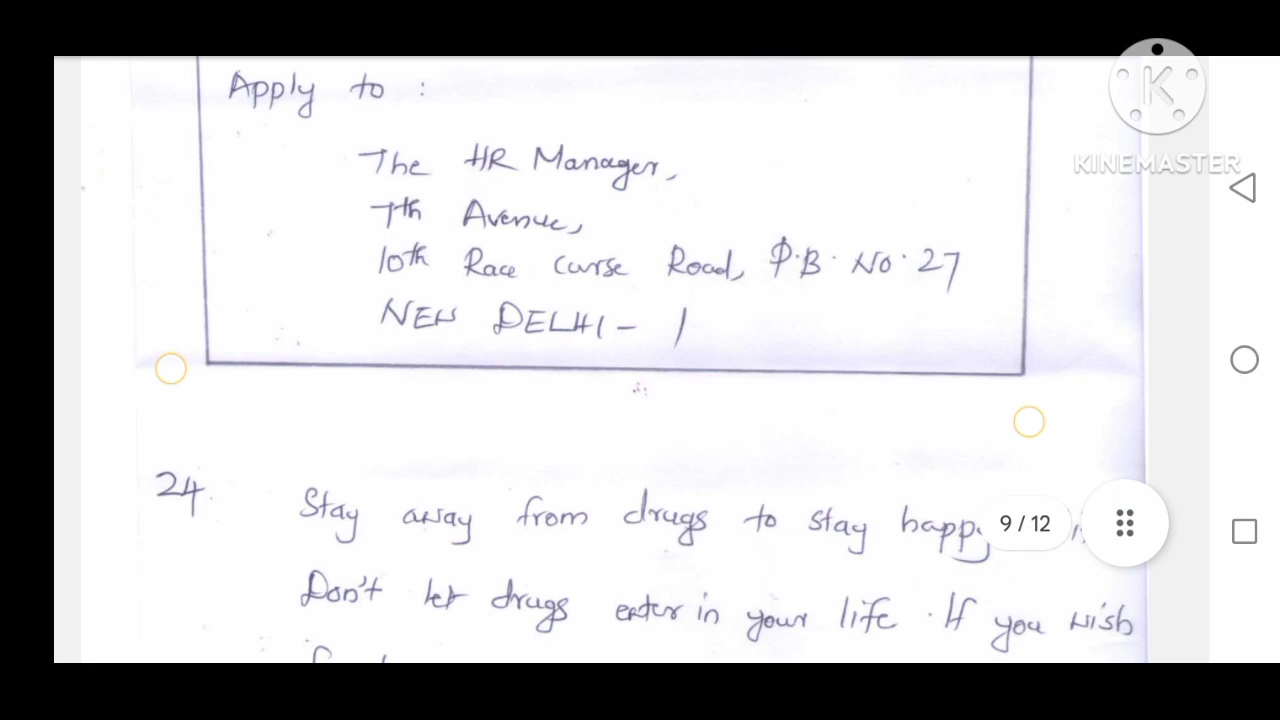 Apply to :
The HR Manager,
7th Avenue,
10th Race Curse Road, P.B. No. 27
NEW DELHI - 1
24. Stay away from drugs to stay happy
Don't let drugs enter in your life. If you wish
9 / 12
KINEMASTER